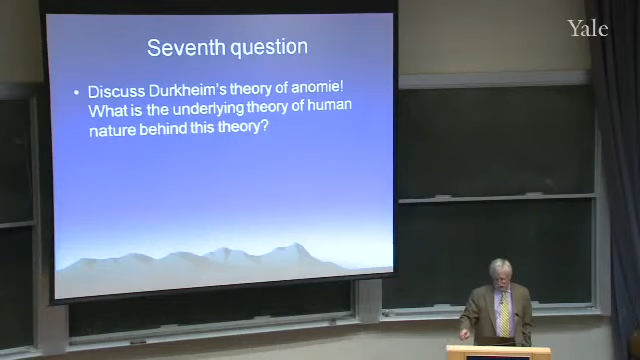 Yale
Seventh question
• Discuss Durkheim's theory of anomie!
What is the underlying theory of human
nature behind this theory?